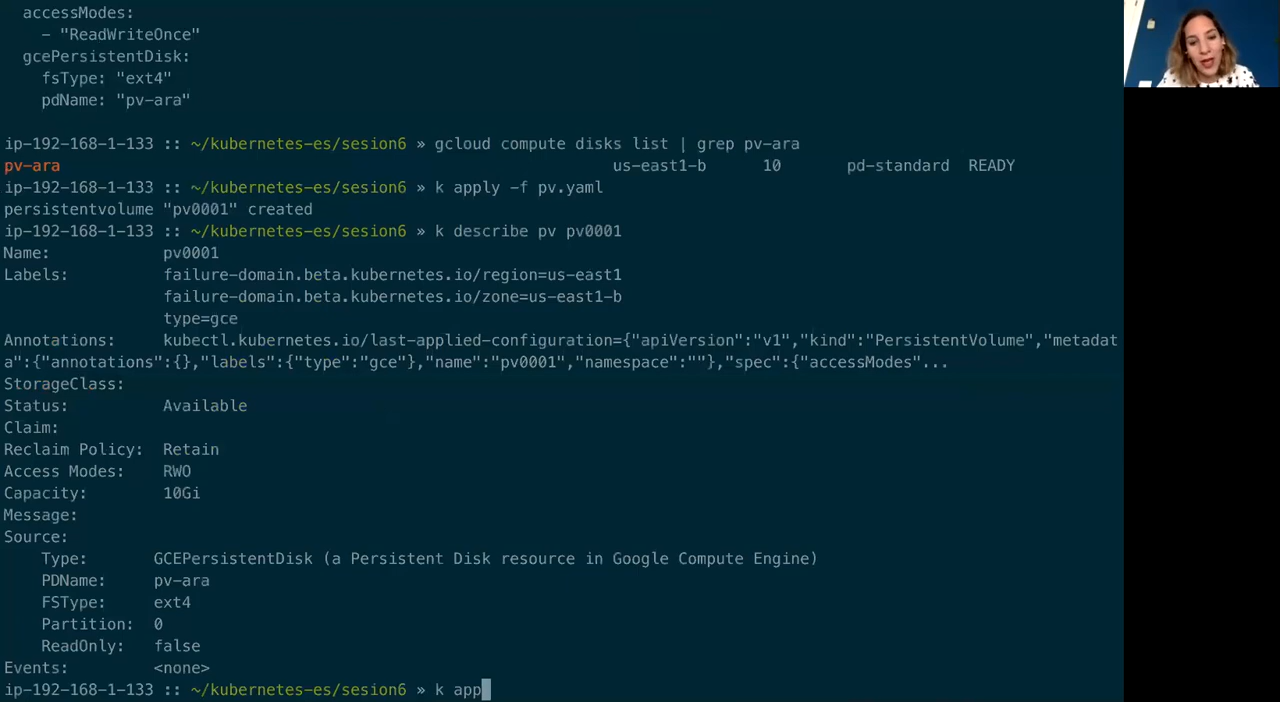 accessModes:
- "ReadWriteOnce"
gcePersistentDisk:
fsType: "ext4"
pdName: "pv-ara"
ip-192-168-1-133 :: ~/kubernetes-es/sesion6 » gcloud compute disks list | grep pv-ara
pv-ara us-east1-b 10 pd-standard READY
ip-192-168-1-133 :: ~/kubernetes-es/sesion6 » k apply -f pv.yaml
persistentvolume "pv0001" created
ip-192-168-1-133 :: ~/kubernetes-es/sesion6 » k describe pv pv0001
Name: pv0001
Labels: failure-domain.beta.kubernetes.io/region=us-east1
failure-domain.beta.kubernetes.io/zone=us-east1-b
type=gce
Annotations: kubectl.kubernetes.io/last-applied-configuration={"apiVersion":"v1","kind":"PersistentVolume","metadat
a":{"annotations":{},"labels":{"type":"gce"},"name":"pv0001","namespace":""},"spec":{"accessModes"...
StorageClass:
Status: Available
Claim:
Reclaim Policy: Retain
Access Modes: RWO
Capacity: 10Gi
Message:
Source:
Type: GCEPersistentDisk (a Persistent Disk resource in Google Compute Engine)
PDName: pv-ara
FSType: ext4
Partition: 0
ReadOnly: false
Events: <none>
ip-192-168-1-133 :: ~/kubernetes-es/sesion6 » k app